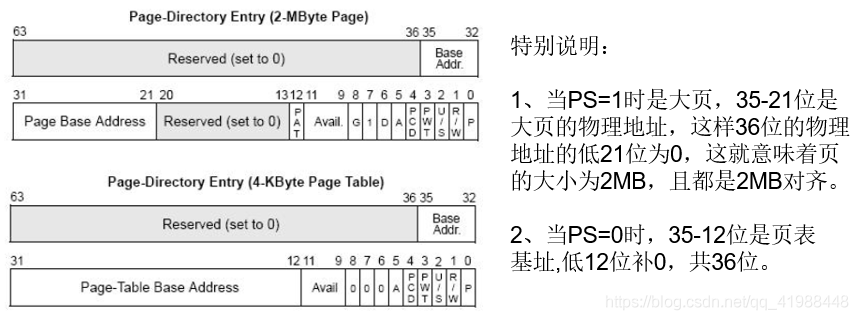 Page-Directory Entry (2-MByte Page)
63 36 35 32
Reserved (set to 0) Base Addr.
31 21 20 13 12 11 9 8 7 6 5 4 3 2 1 0
Page Base Address Reserved (set to 0) PAT Avail. G 1 D A PCD PWT U/S R/W P
Page-Directory Entry (4-KByte Page Table)
63 36 35 32
Reserved (set to 0) Base Addr.
31 12 11 9 8 7 6 5 4 3 2 1 0
Page-Table Base Address Avail 0 0 0 A PCD PWT U/S R/W P
特别说明：
1、当PS=1时是大页，35-21位是
大页的物理地址，这样36位的物理
地址的低21位为0，这就意味着页
的大小为2MB，且都是2MB对齐。
2、当PS=0时，35-12位是页表
基址,低12位补0，共36位。
https://blog.csdn.net/qq_41988448